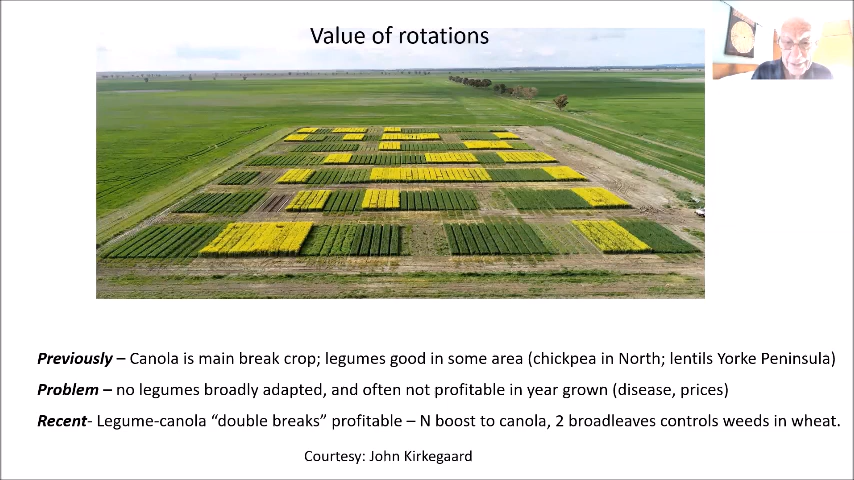 Value of rotations
Previously – Canola is main break crop; legumes good in some area (chickpea in North; lentils Yorke Peninsula)
Problem – no legumes broadly adapted, and often not profitable in year grown (disease, prices)
Recent- Legume-canola “double breaks” profitable – N boost to canola, 2 broadleaves controls weeds in wheat.
Courtesy: John Kirkegaard